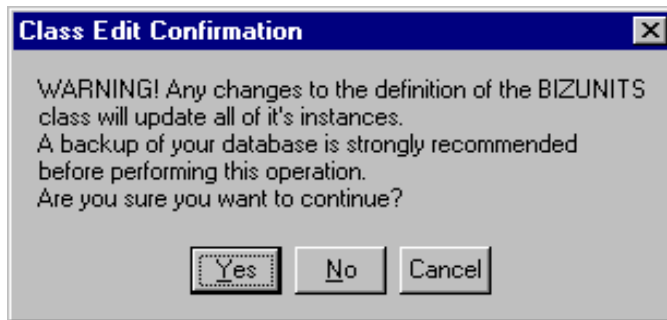 Class Edit Confirmation
WARNING! Any changes to the definition of the BIZUNITS
class will update all of it's instances.
A backup of your database is strongly recommended
before performing this operation.
Are you sure you want to continue?
Yes No Cancel